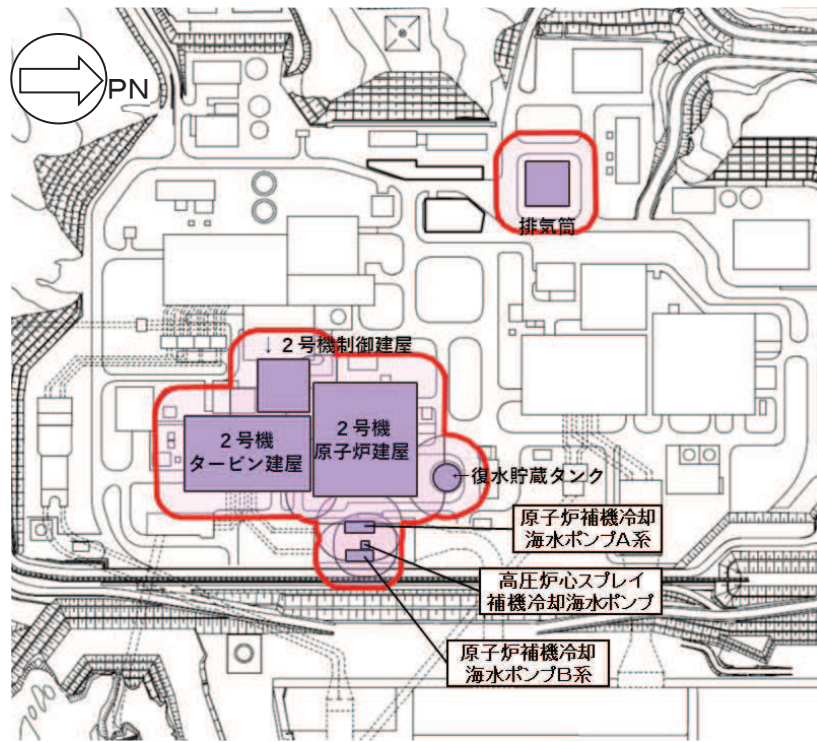 PN
排気筒
↓ 2号機制御建屋
2号機
タービン建屋
2号機
原子炉建屋
←復水貯蔵タンク
原子炉補機冷却
海水ポンプA系
高圧炉心スプレイ
補機冷却海水ポンプ
原子炉補機冷却
海水ポンプB系